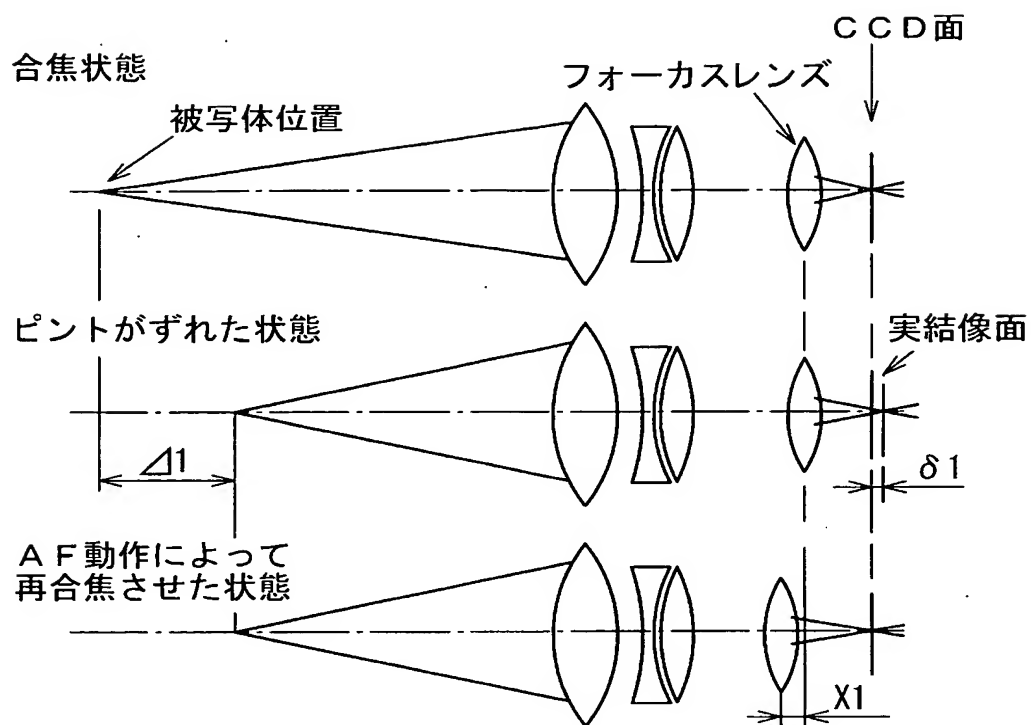 CCD面
合焦状態
フォーカスレンズ
被写体位置
ピントがずれた状態
実結像面
⊿1
δ1
AF動作によって
再合焦させた状態
X1